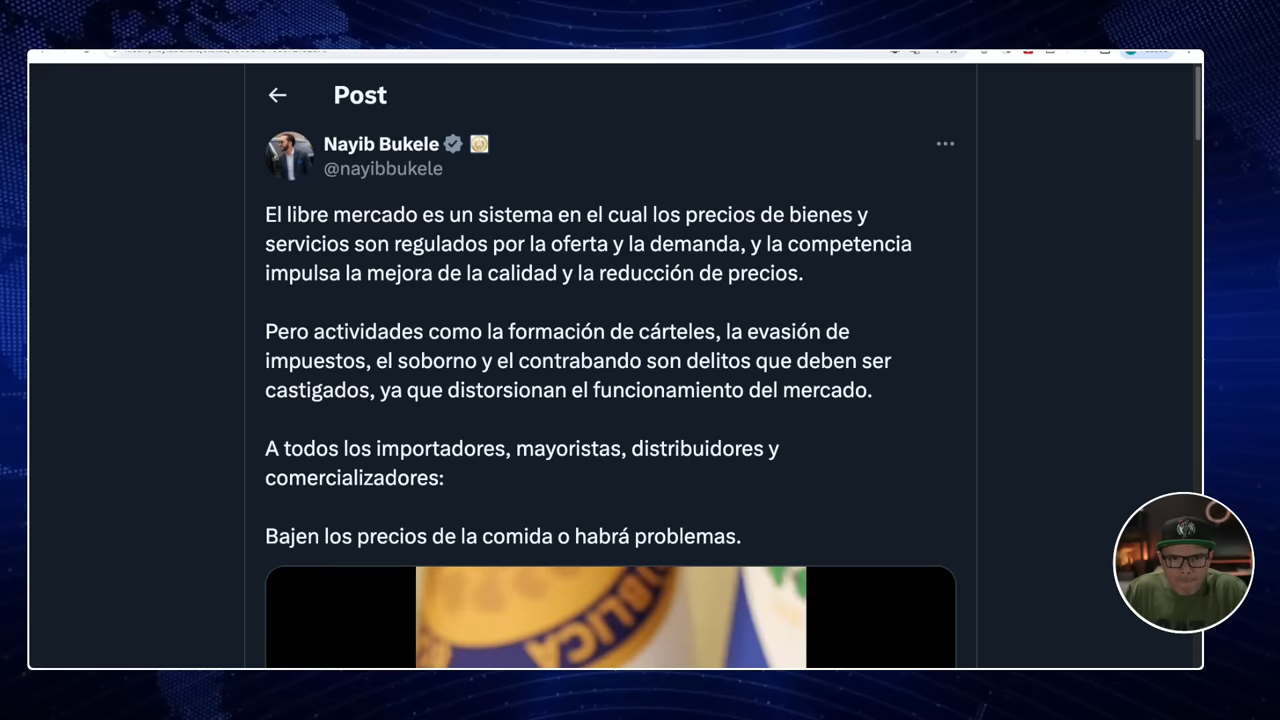 Post
Nayib Bukele
@nayibbukele
El libre mercado es un sistema en el cual los precios de bienes y
servicios son regulados por la oferta y la demanda, y la competencia
impulsa la mejora de la calidad y la reducción de precios.
Pero actividades como la formación de cárteles, la evasión de
impuestos, el soborno y el contrabando son delitos que deben ser
castigados, ya que distorsionan el funcionamiento del mercado.
A todos los importadores, mayoristas, distribuidores y
comercializadores:
Bajen los precios de la comida o habrá problemas.